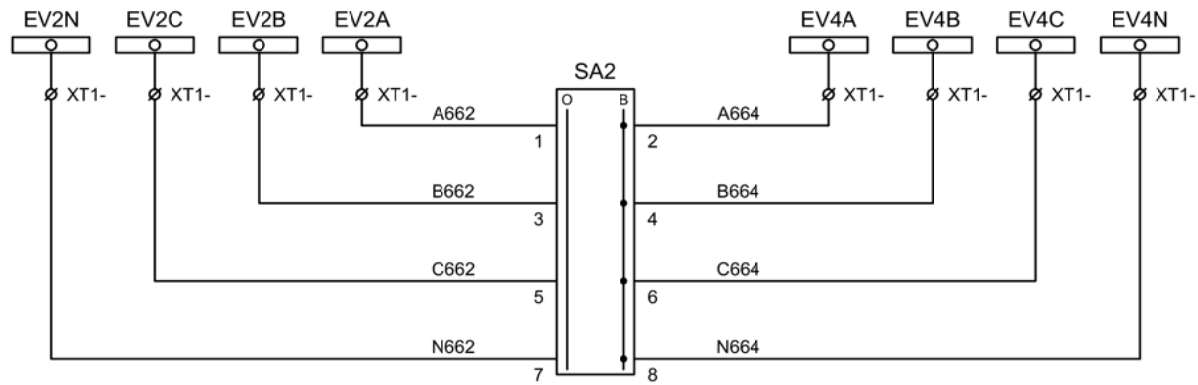 EV2N EV2C EV2B EV2A EV4A EV4B EV4C EV4N
SA2
XT1- XT1- XT1- XT1- O B XT1- XT1- XT1- XT1-
A662 A664
1 2
B662 B664
3 4
C662 C664
5 6
N662 N664
7 8